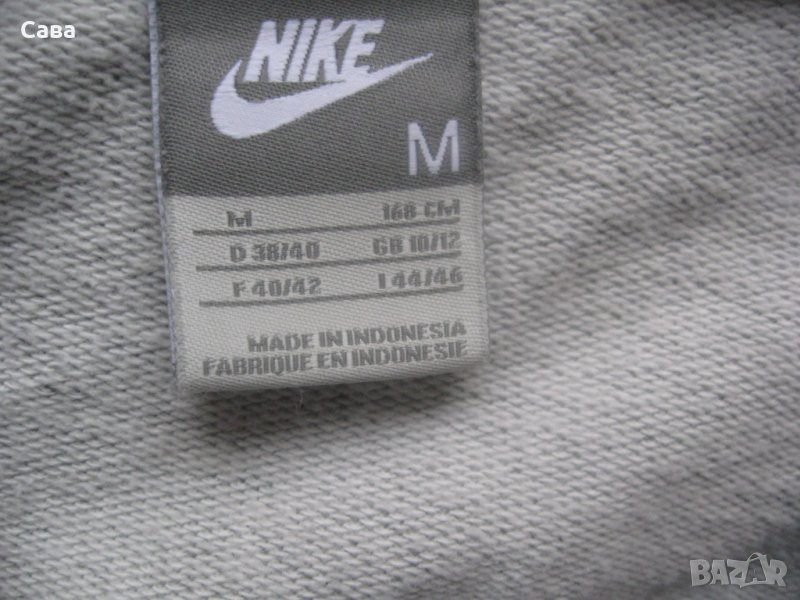 Сава
NIKE
M
M 168 CM
D 38/40 GB 10/12
F 40/42 I 44/46
MADE IN INDONESIA
FABRIQUE EN INDONESIE
BAZAR